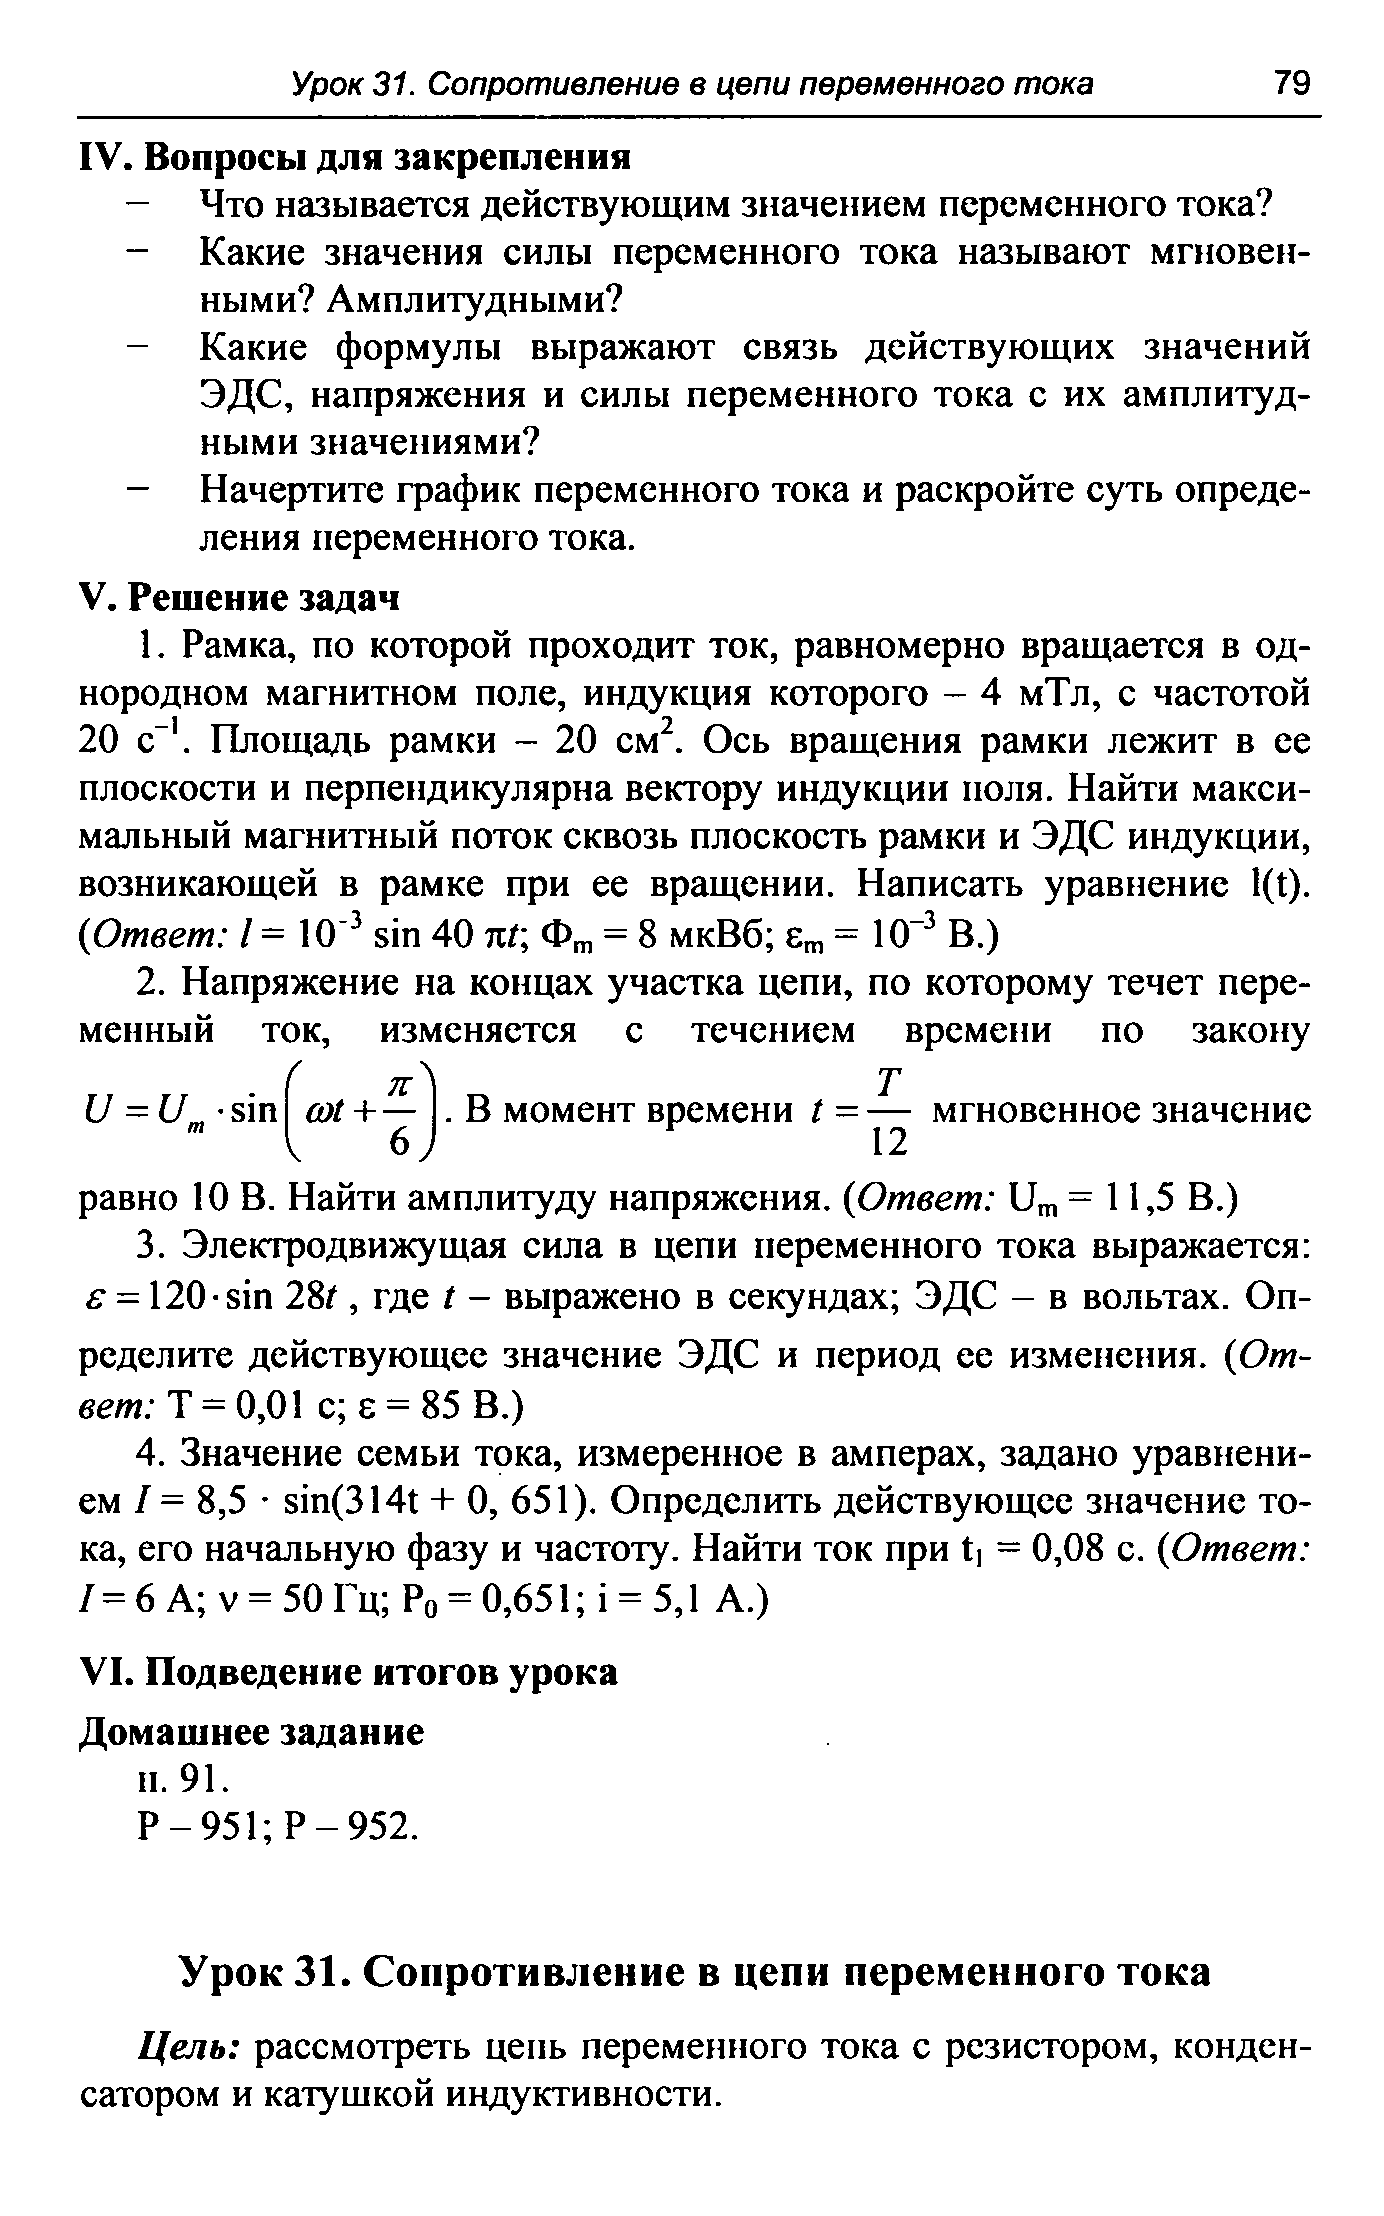 Урок 31. Сопротивление в цепи переменного тока 79
IV. Вопросы для закрепления
– Что называется действующим значением переменного тока?
– Какие значения силы переменного тока называют мгновен-
ными? Амплитудными?
– Какие формулы выражают связь действующих значений
ЭДС, напряжения и силы переменного тока с их амплитуд-
ными значениями?
– Начертите график переменного тока и раскройте суть опреде-
ления переменного тока.
V. Решение задач
1. Рамка, по которой проходит ток, равномерно вращается в од-
нородном магнитном поле, индукция которого – 4 мТл, с частотой
20 с⁻¹. Площадь рамки – 20 см². Ось вращения рамки лежит в ее
плоскости и перпендикулярна вектору индукции поля. Найти макси-
мальный магнитный поток сквозь плоскость рамки и ЭДС индукции,
возникающей в рамке при ее вращении. Написать уравнение l(t).
(Ответ: l = 10⁻³ sin 40 πt; Фₘ = 8 мкВб; εₘ = 10⁻³ В.)
2. Напряжение на концах участка цепи, по которому течет пере-
менный ток, изменяется с течением времени по закону
U = Uₘ · sin(ωt + π/6). В момент времени t = T/12 мгновенное значение
равно 10 В. Найти амплитуду напряжения. (Ответ: Uₘ = 11,5 В.)
3. Электродвижущая сила в цепи переменного тока выражается:
ε = 120 · sin 28t , где t – выражено в секундах; ЭДС – в вольтах. Оп-
ределите действующее значение ЭДС и период ее изменения. (От-
вет: T = 0,01 с; ε = 85 В.)
4. Значение семьи тока, измеренное в амперах, задано уравнени-
ем I = 8,5 · sin(314t + 0, 651). Определить действующее значение то-
ка, его начальную фазу и частоту. Найти ток при t₁ = 0,08 с. (Ответ:
I = 6 А; ν = 50 Гц; P₀ = 0,651; i = 5,1 А.)
VI. Подведение итогов урока
Домашнее задание
п. 91.
Р – 951; Р – 952.
Урок 31. Сопротивление в цепи переменного тока
Цель: рассмотреть цепь переменного тока с резистором, конден-
сатором и катушкой индуктивности.